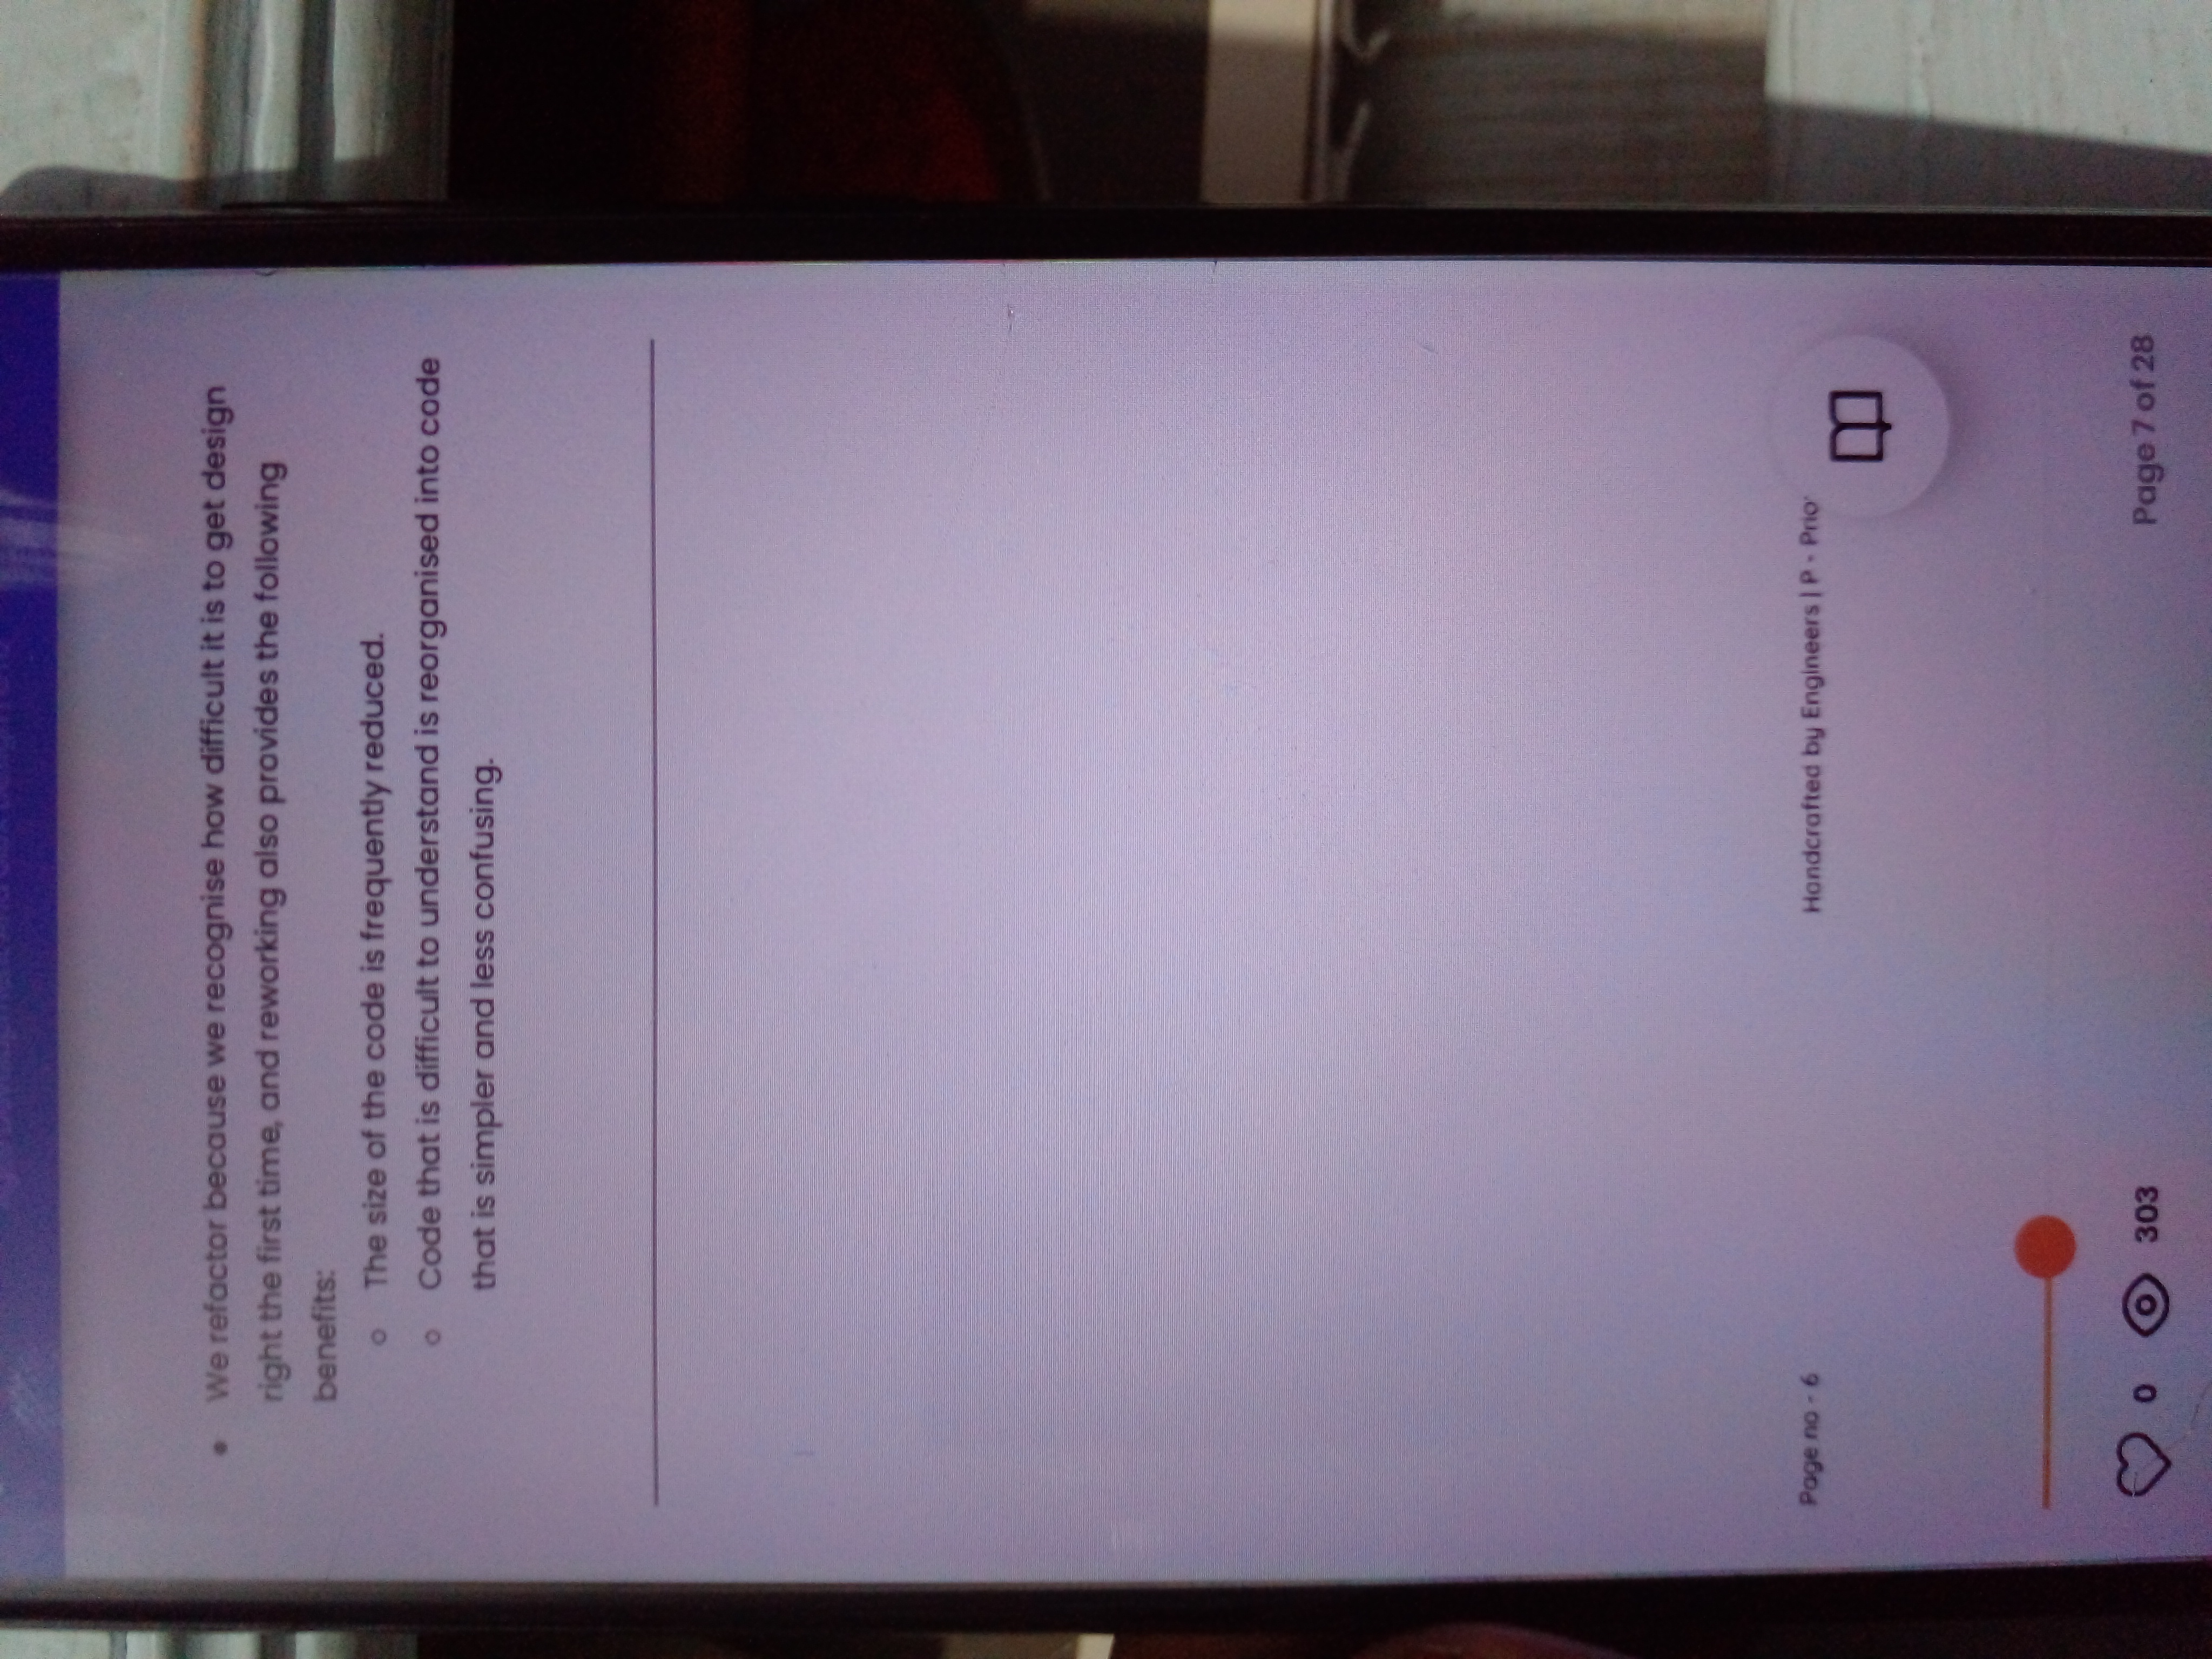 We refactor because we recognise how difficult it is to get design
right the first time, and reworking also provides the following
benefits:
The size of the code is frequently reduced.
Code that is difficult to understand is reorganised into code
that is simpler and less confusing.
Page no - 6
Handcrafted by Engineers | P - Prio
0
303
Page 7 of 28